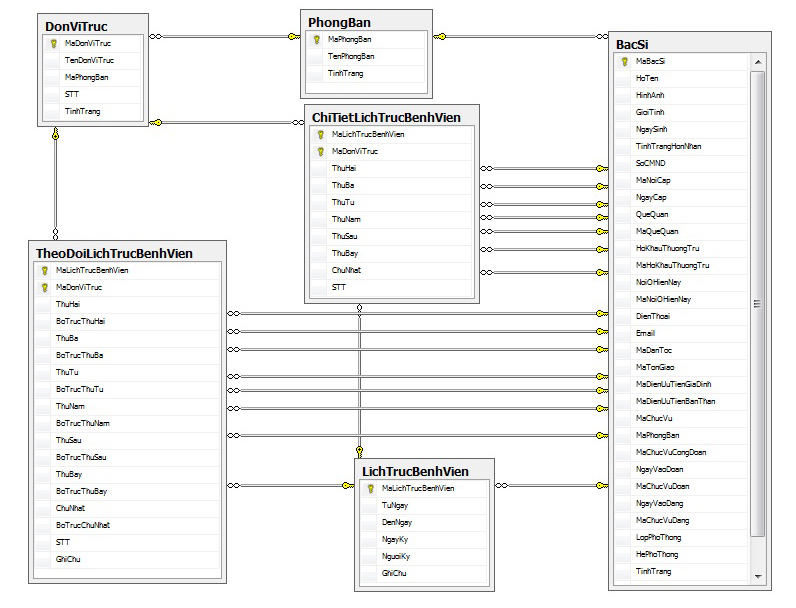 DonViTruc
MaDonViTruc
TenDonViTruc
MaPhongBan
STT
TinhTrang
PhongBan
MaPhongBan
TenPhongBan
TinhTrang
BacSi
MaBacSi
HoTen
HinhAnh
GioiTinh
NgaySinh
TinhTrangHonNhan
SoCMND
MaNoiCap
NgayCap
QueQuan
MaQueQuan
HoKhauThuongTru
MaHoKhauThuongTru
NoiOHienNay
MaNoiOHienNay
DienThoai
Email
MaDanToc
MaTonGiao
MaDienUuTienGiaDinh
MaDienUuTienBanThan
MaChucVu
MaPhongBan
MaChucVuCongDoan
NgayVaoDoan
MaChucVuDoan
NgayVaoDang
MaChucVuDang
LopPhoThong
HePhoThong
TinhTrang
ChiTietLichTrucBenhVien
MaLichTrucBenhVien
MaDonViTruc
ThuHai
ThuBa
ThuTu
ThuNam
ThuSau
ThuBay
ChuNhat
STT
TheoDoiLichTrucBenhVien
MaLichTrucBenhVien
MaDonViTruc
ThuHai
BoTrucThuHai
ThuBa
BoTrucThuBa
ThuTu
BoTrucThuTu
ThuNam
BoTrucThuNam
ThuSau
BoTrucThuSau
ThuBay
BoTrucThuBay
ChuNhat
BoTrucChuNhat
STT
GhiChu
LichTrucBenhVien
MaLichTrucBenhVien
TuNgay
DenNgay
NgayKy
NguoiKy
GhiChu